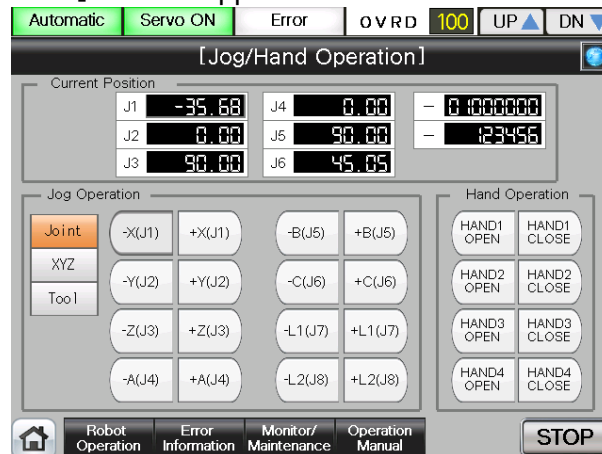 Automatic Servo ON Error OVRD 100 UP DN
[Jog/Hand Operation]
Current Position
J1 -35.68 J4 0.00 - 01000000
J2 0.00 J5 90.00 - 123456
J3 90.00 J6 45.05
Jog Operation Hand Operation
Joint -X(J1) +X(J1) -B(J5) +B(J5) HAND1 OPEN HAND1 CLOSE
XYZ
Tool -Y(J2) +Y(J2) -C(J6) +C(J6) HAND2 OPEN HAND2 CLOSE
-Z(J3) +Z(J3) -L1(J7) +L1(J7) HAND3 OPEN HAND3 CLOSE
-A(J4) +A(J4) -L2(J8) +L2(J8) HAND4 OPEN HAND4 CLOSE
Robot Operation Error Information Monitor/ Maintenance Operation Manual STOP